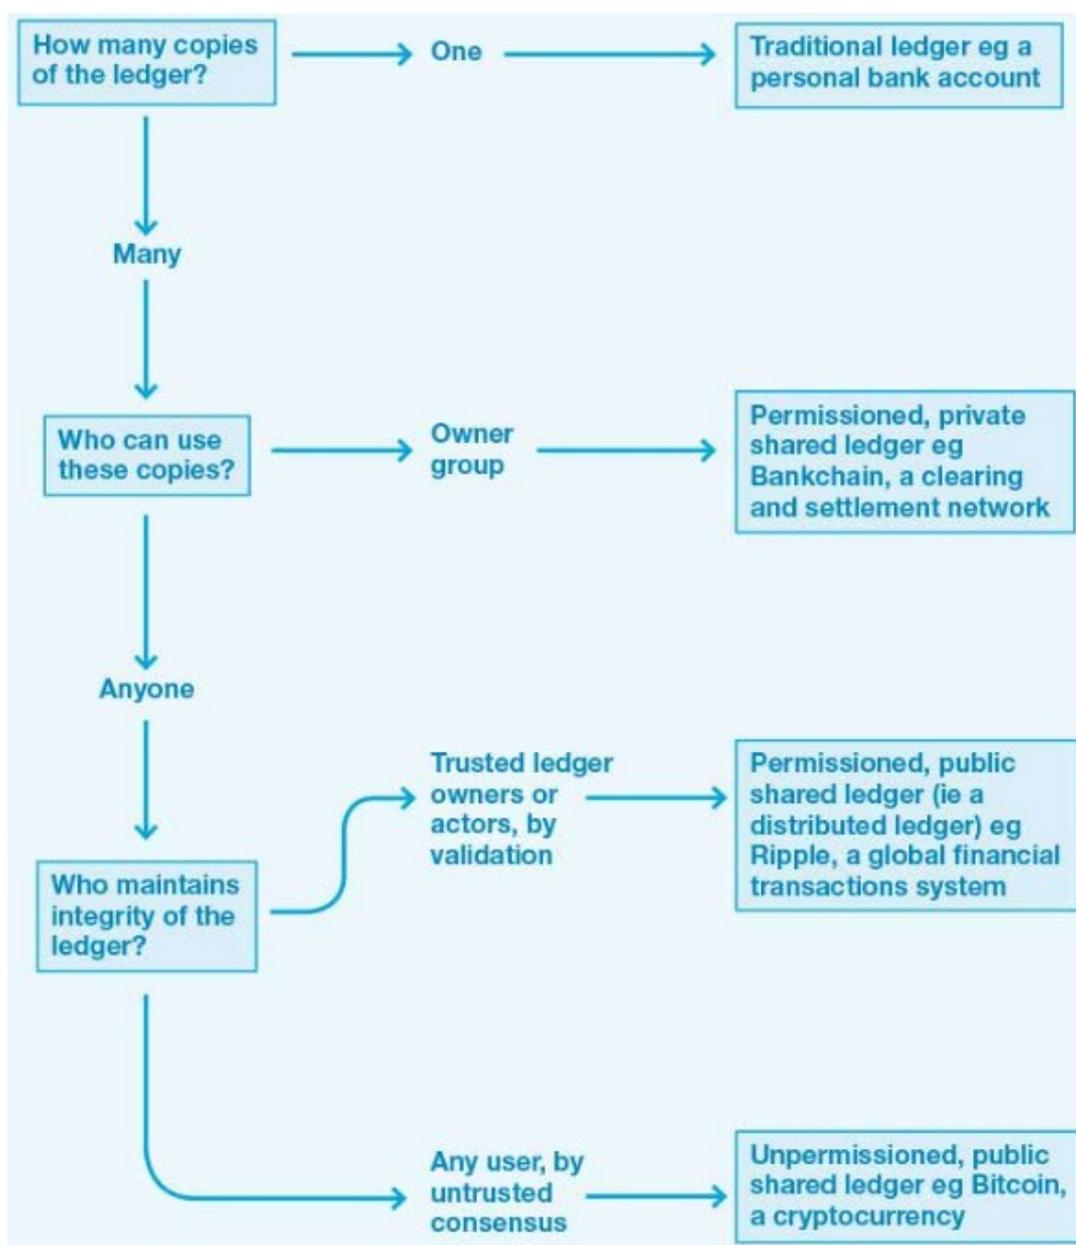 How many copies
of the ledger?
One
Traditional ledger eg a
personal bank account
Many
Who can use
these copies?
Owner
group
Permissioned, private
shared ledger eg
Bankchain, a clearing
and settlement network
Anyone
Who maintains
integrity of the
ledger?
Trusted ledger
owners or
actors, by
validation
Permissioned, public
shared ledger (ie a
distributed ledger) eg
Ripple, a global financial
transactions system
Any user, by
untrusted
consensus
Unpermissioned, public
shared ledger eg Bitcoin,
a cryptocurrency